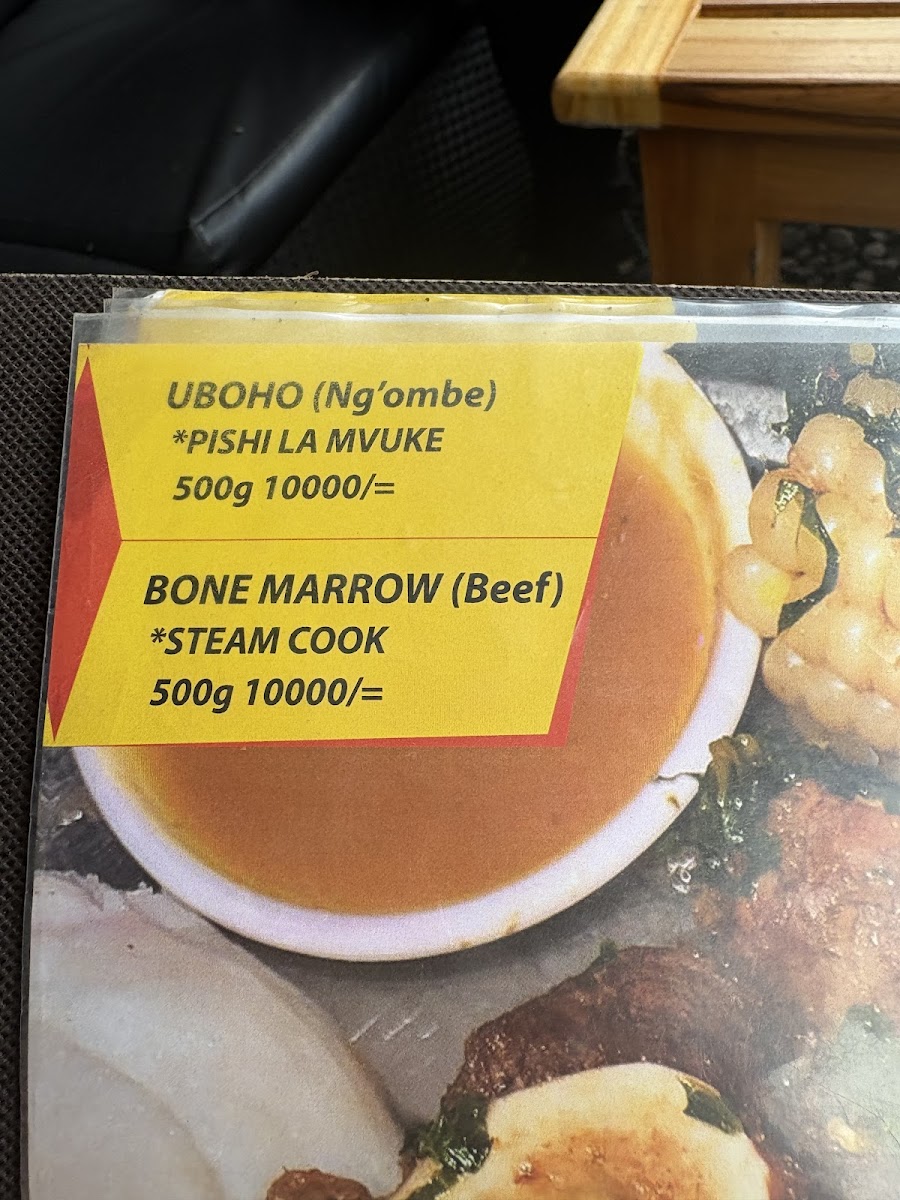 UBOHO (Ng'ombe)
*PISHI LA MVUKE
500g 10000/=
BONE MARROW (Beef)
*STEAM COOK
500g 10000/=